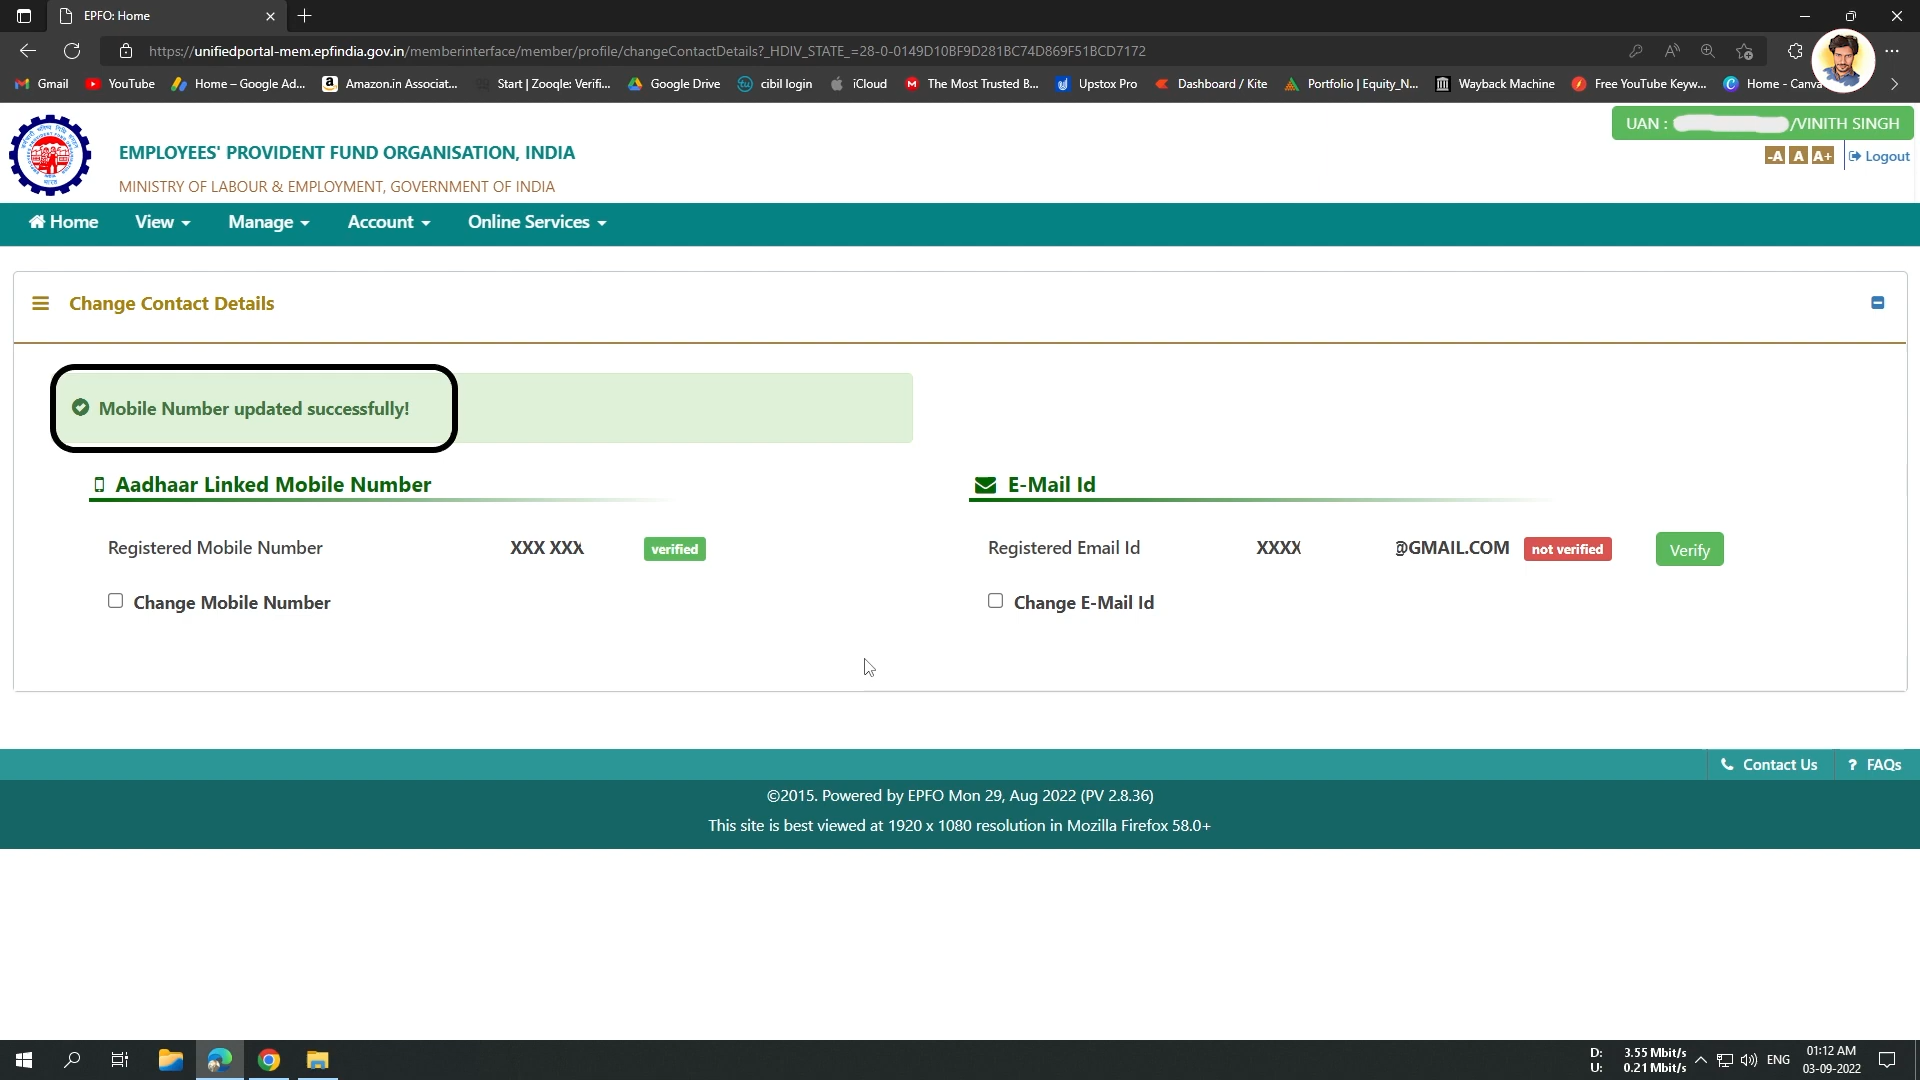 EPFO: Home
https://unifiedportal-mem.epfindia.gov.in/memberinterface/member/profile/changeContactDetails?_HDIV_STATE_=28-0-0149D10BF9D281BC74D869F51BCD7172
Gmail YouTube Home – Google Ad... Amazon.in Associat... Start | Zoogle: Verifi... Google Drive cibil login iCloud The Most Trusted B... Upstox Pro Dashboard / Kite Portfolio | Equity_N... Wayback Machine Free YouTube Keyw... Home - Canva
UAN : /VINITH SINGH
EMPLOYEES' PROVIDENT FUND ORGANISATION, INDIA
-A A A+ Logout
MINISTRY OF LABOUR & EMPLOYMENT, GOVERNMENT OF INDIA
Home View Manage Account Online Services
Change Contact Details
Mobile Number updated successfully!
Aadhaar Linked Mobile Number
E-Mail Id
Registered Mobile Number XXX XXX verified
Registered Email Id XXXX @GMAIL.COM not verified Verify
Change Mobile Number
Change E-Mail Id
Contact Us ? FAQs
©2015. Powered by EPFO Mon 29, Aug 2022 (PV 2.8.36)
This site is best viewed at 1920 x 1080 resolution in Mozilla Firefox 58.0+
D: 3.55 Mbit/s
U: 0.21 Mbit/s
ENG
01:12 AM
03-09-2022